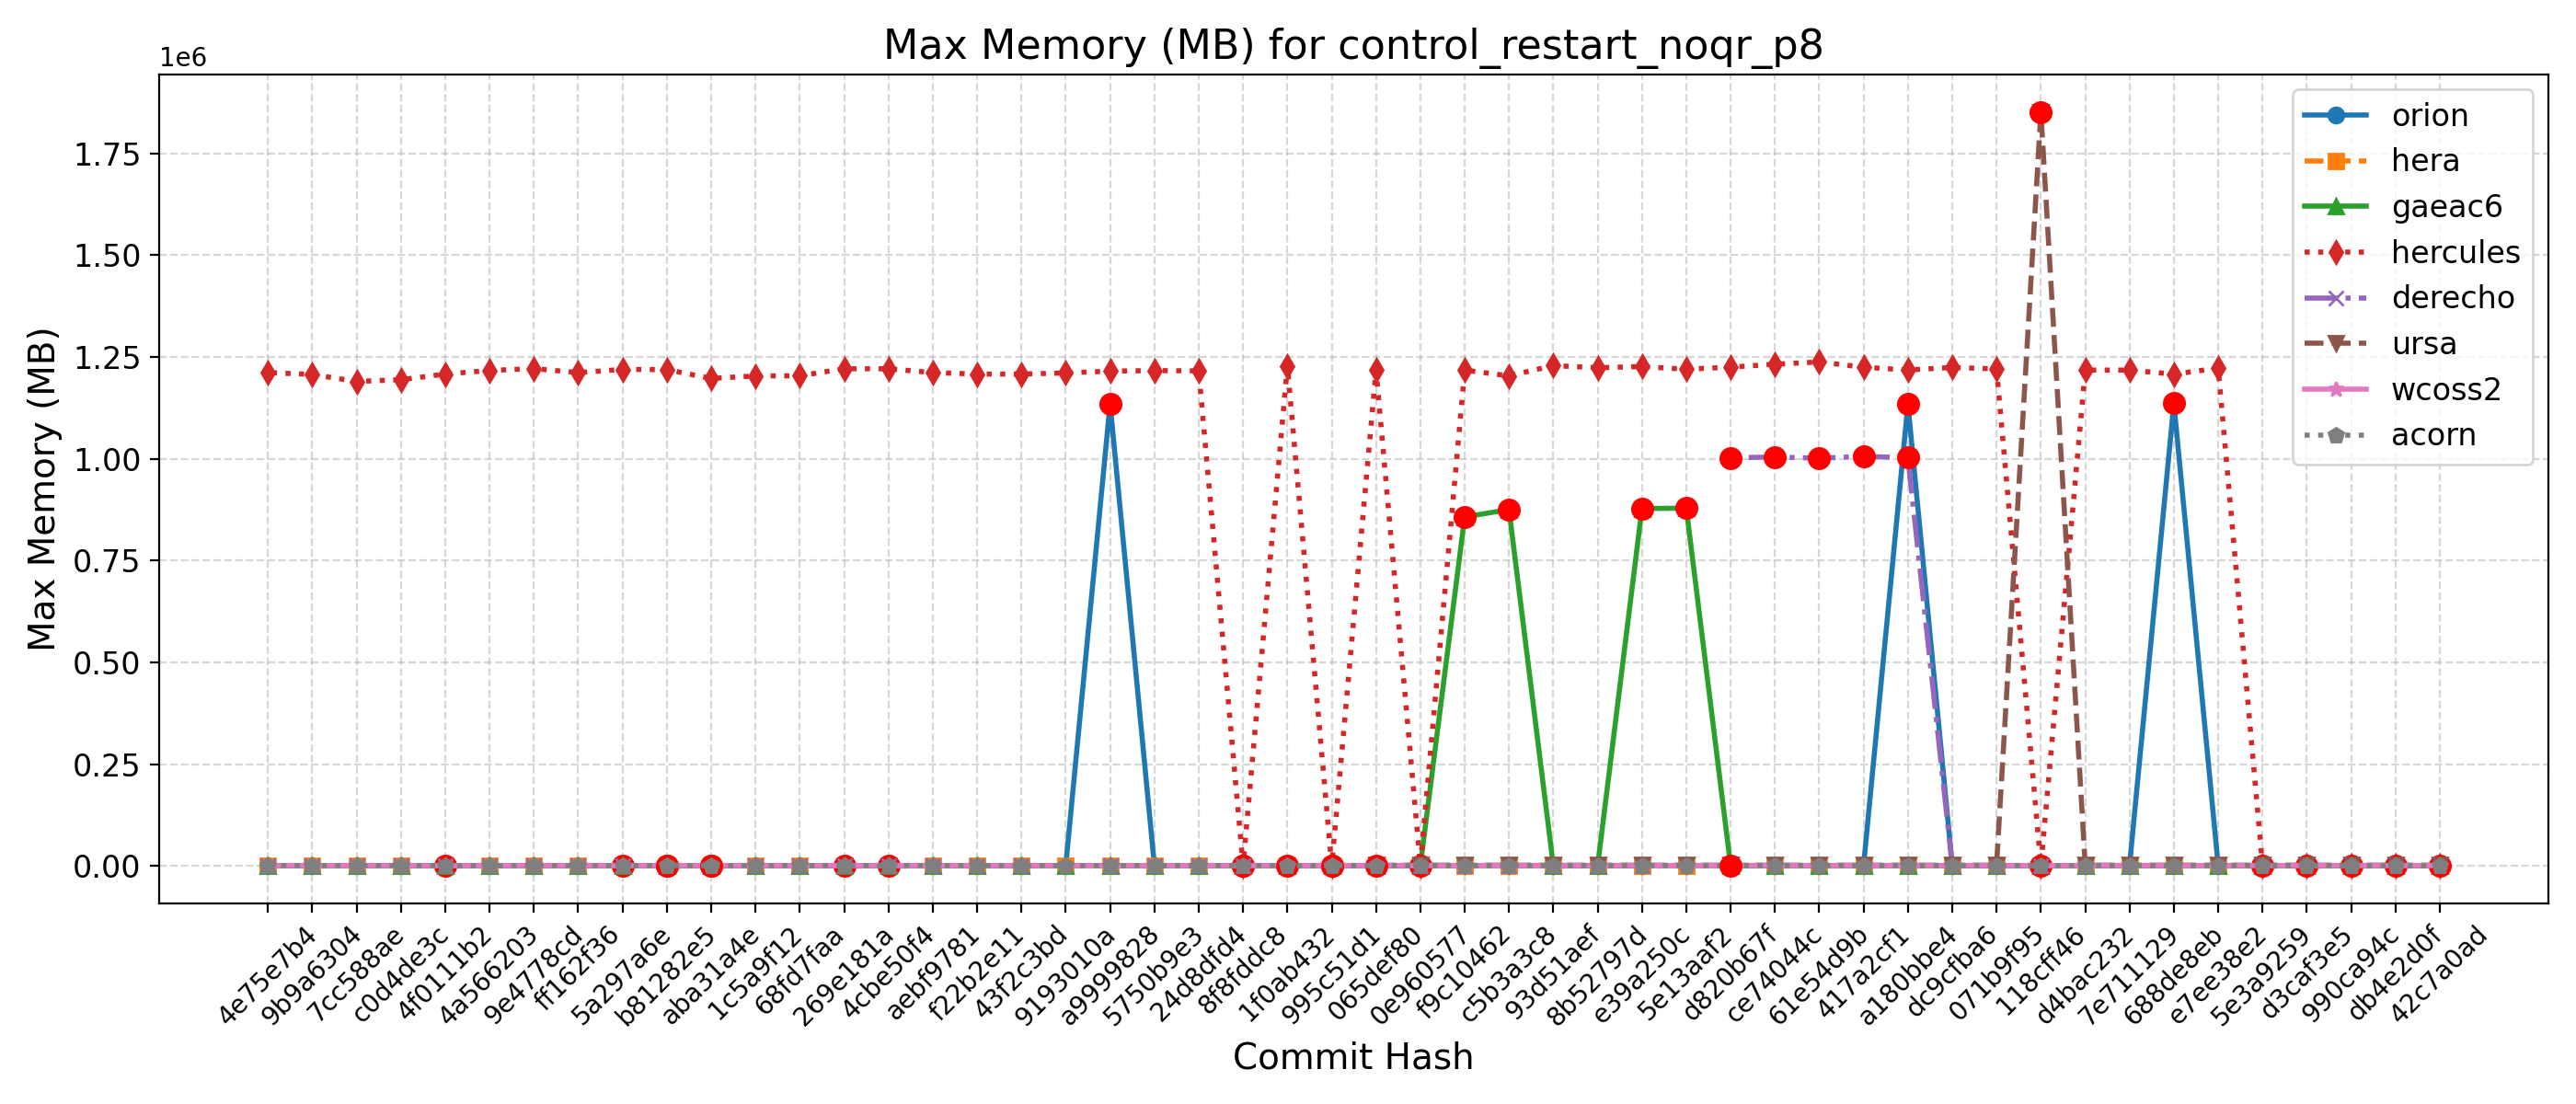 Max Memory (MB) for control_restart_noqr_p8
1e6
1.75
1.50
1.25
1.00
0.75
0.50
0.25
0.00
Max Memory (MB)
orion
hera
gaeac6
hercules
derecho
ursa
wcoss2
acorn
4e75e7b4
9b9a6304
7cc588ae
c0d4de3c
4f0111b2
4a566203
9e4778cd
ff162f36
5a297a6e
b81282e5
aba31a4e
1c5a9f12
68fd7faa
269e181a
4cbe50f4
aebf9781
f22b2e11
43f2c3bd
9193010a
a9999828
5750b9e3
24d8dfd4
8f8fddc8
1f0ab432
995c51d1
065def80
0e960577
f9c10462
c5b3a3c8
93d51aef
8b52797d
e39a250c
5e13aaf2
d820b67f
ce74044c
61e54d9b
417a2cf1
a180bbe4
dc9cfba6
071b9f95
118cff46
d4bac232
7e711129
688de8eb
e7ee38e2
5e3a9259
d3caf3e5
990ca94c
db4e2d0f
42c7a0ad
Commit Hash